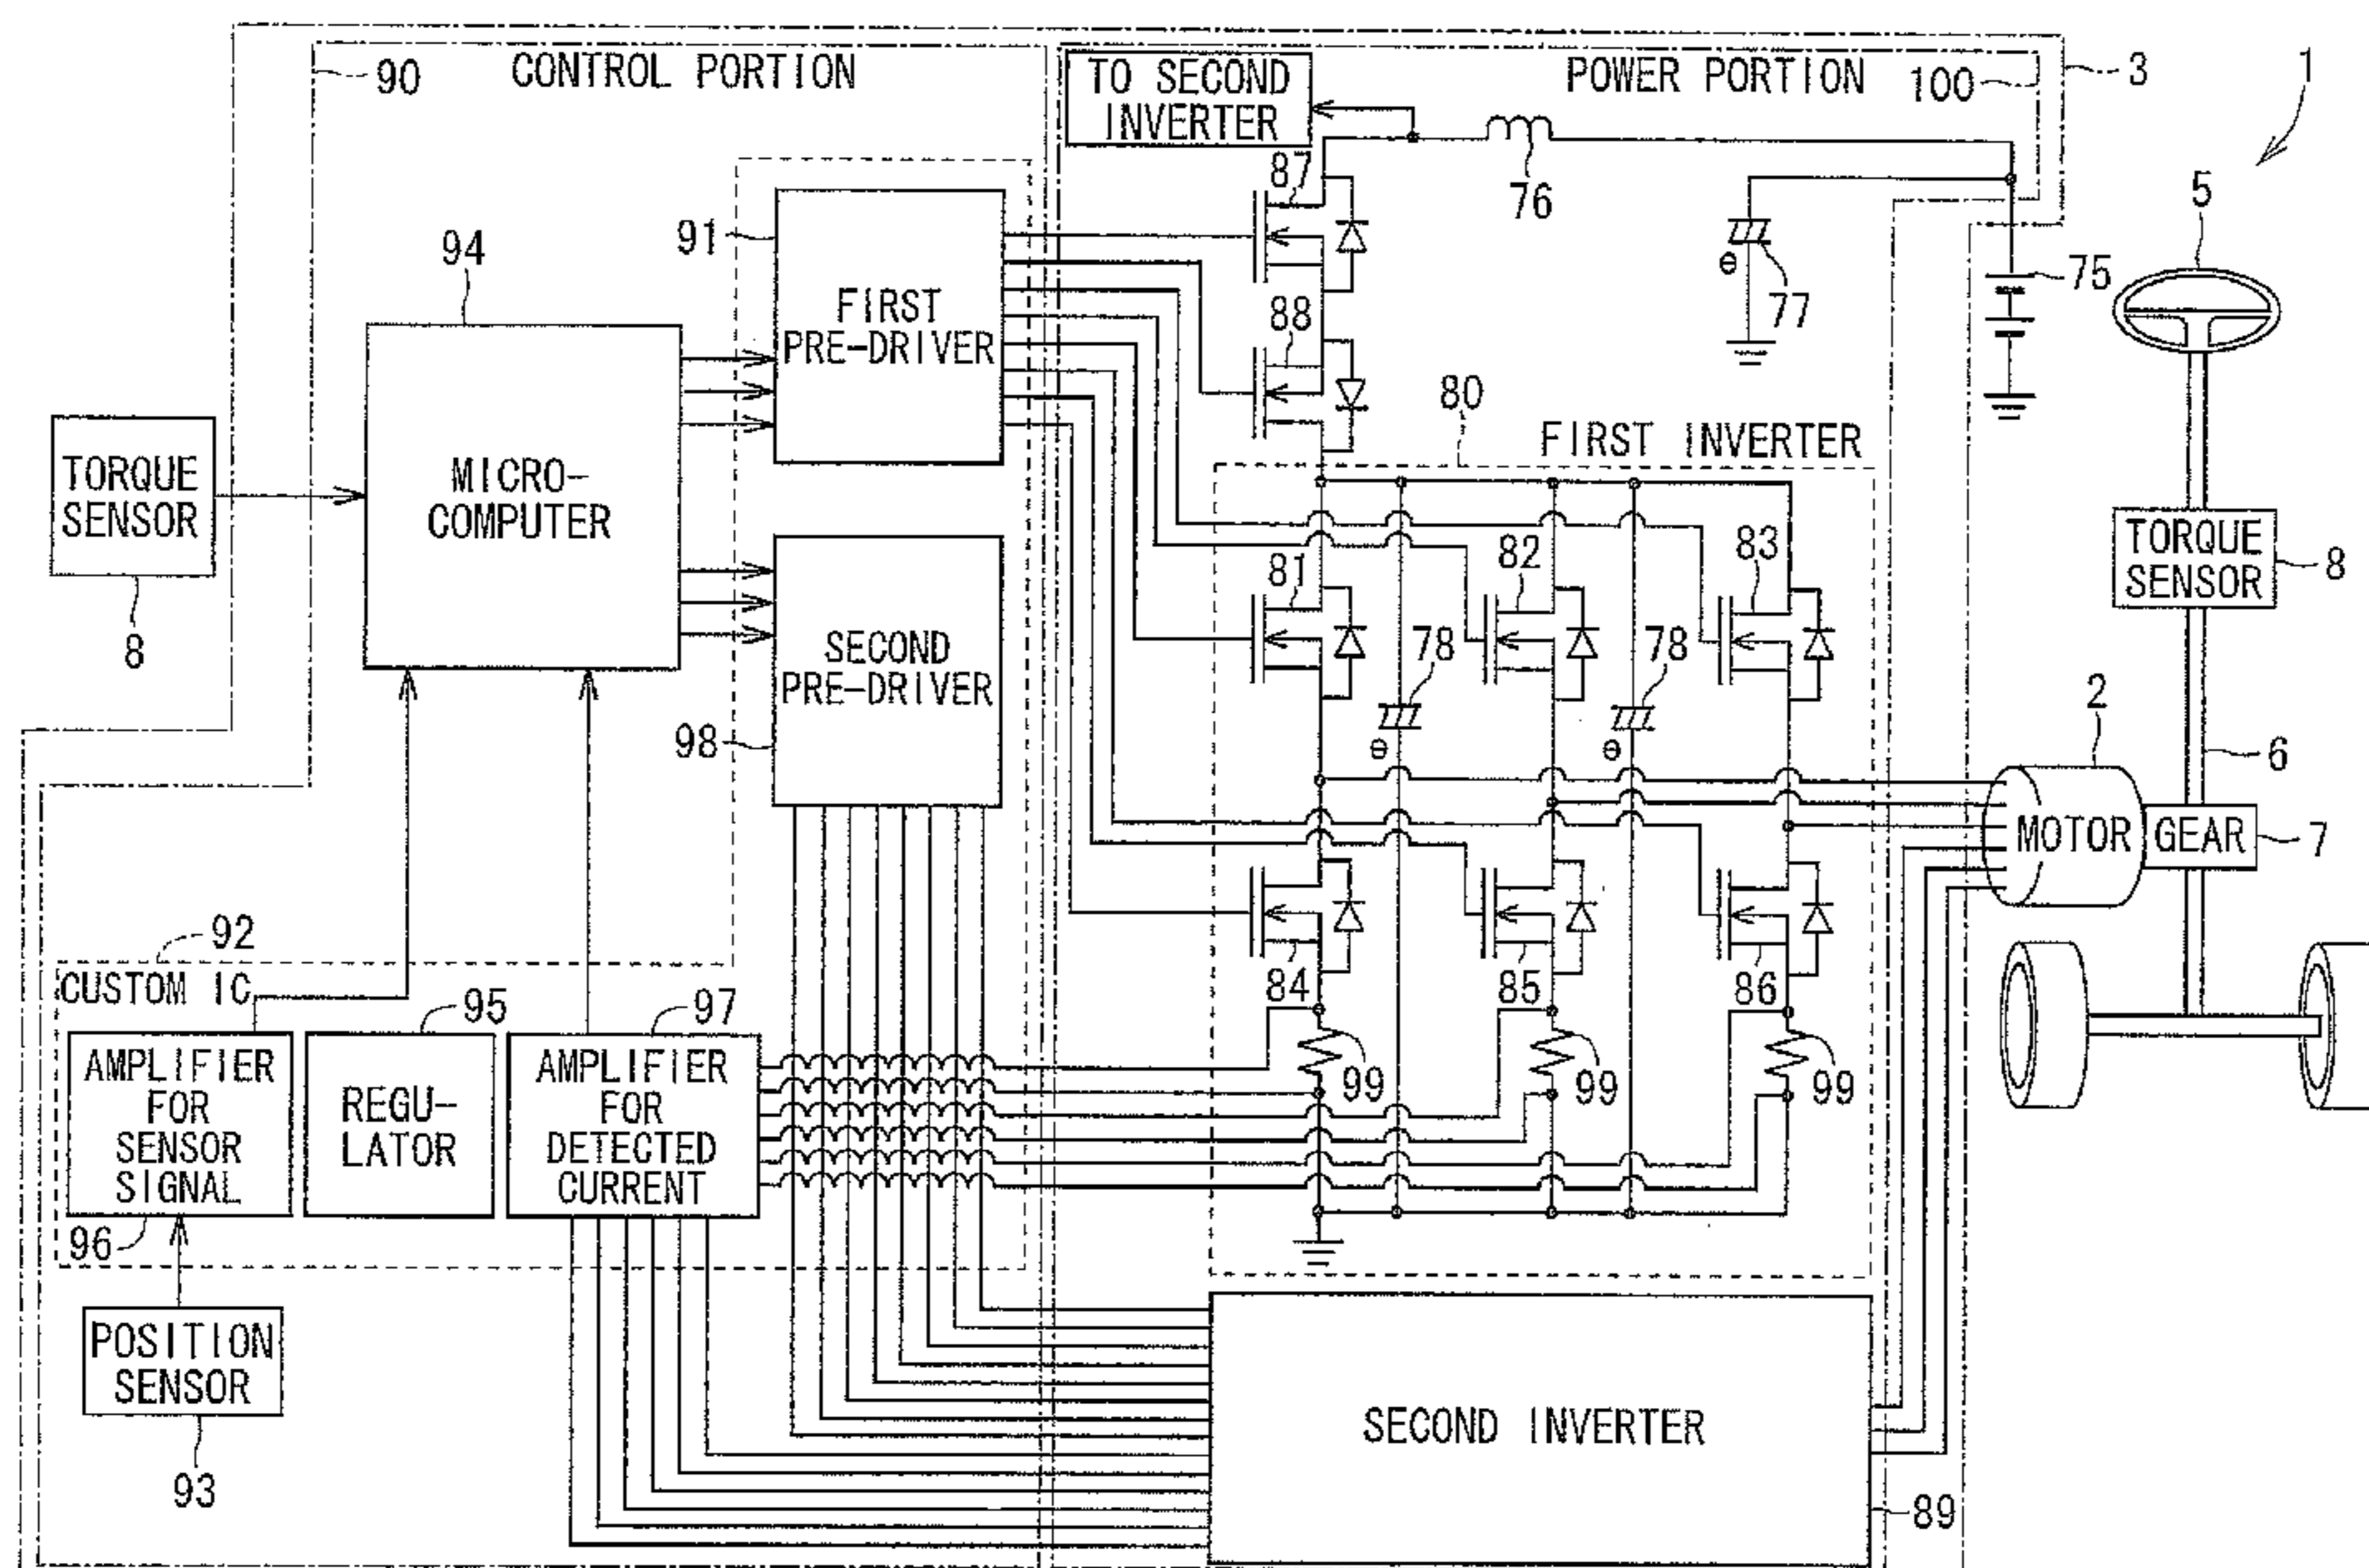 90
CONTROL PORTION
TO SECOND
INVERTER
POWER PORTION
100
3
1
87
76
77
75
5
91
94
FIRST
PRE-DRIVER
88
80
FIRST INVERTER
TORQUE
SENSOR
8
MICRO-
COMPUTER
81
82
83
TORQUE
SENSOR
8
SECOND
PRE-DRIVER
98
78
78
θ
θ
θ
2
6
MOTOR
GEAR
7
92
CUSTOM IC
95
97
84
85
86
AMPLIFIER
FOR
SENSOR
SIGNAL
REGU-
LATOR
AMPLIFIER
FOR
DETECTED
CURRENT
99
99
99
96
POSITION
SENSOR
93
SECOND INVERTER
89